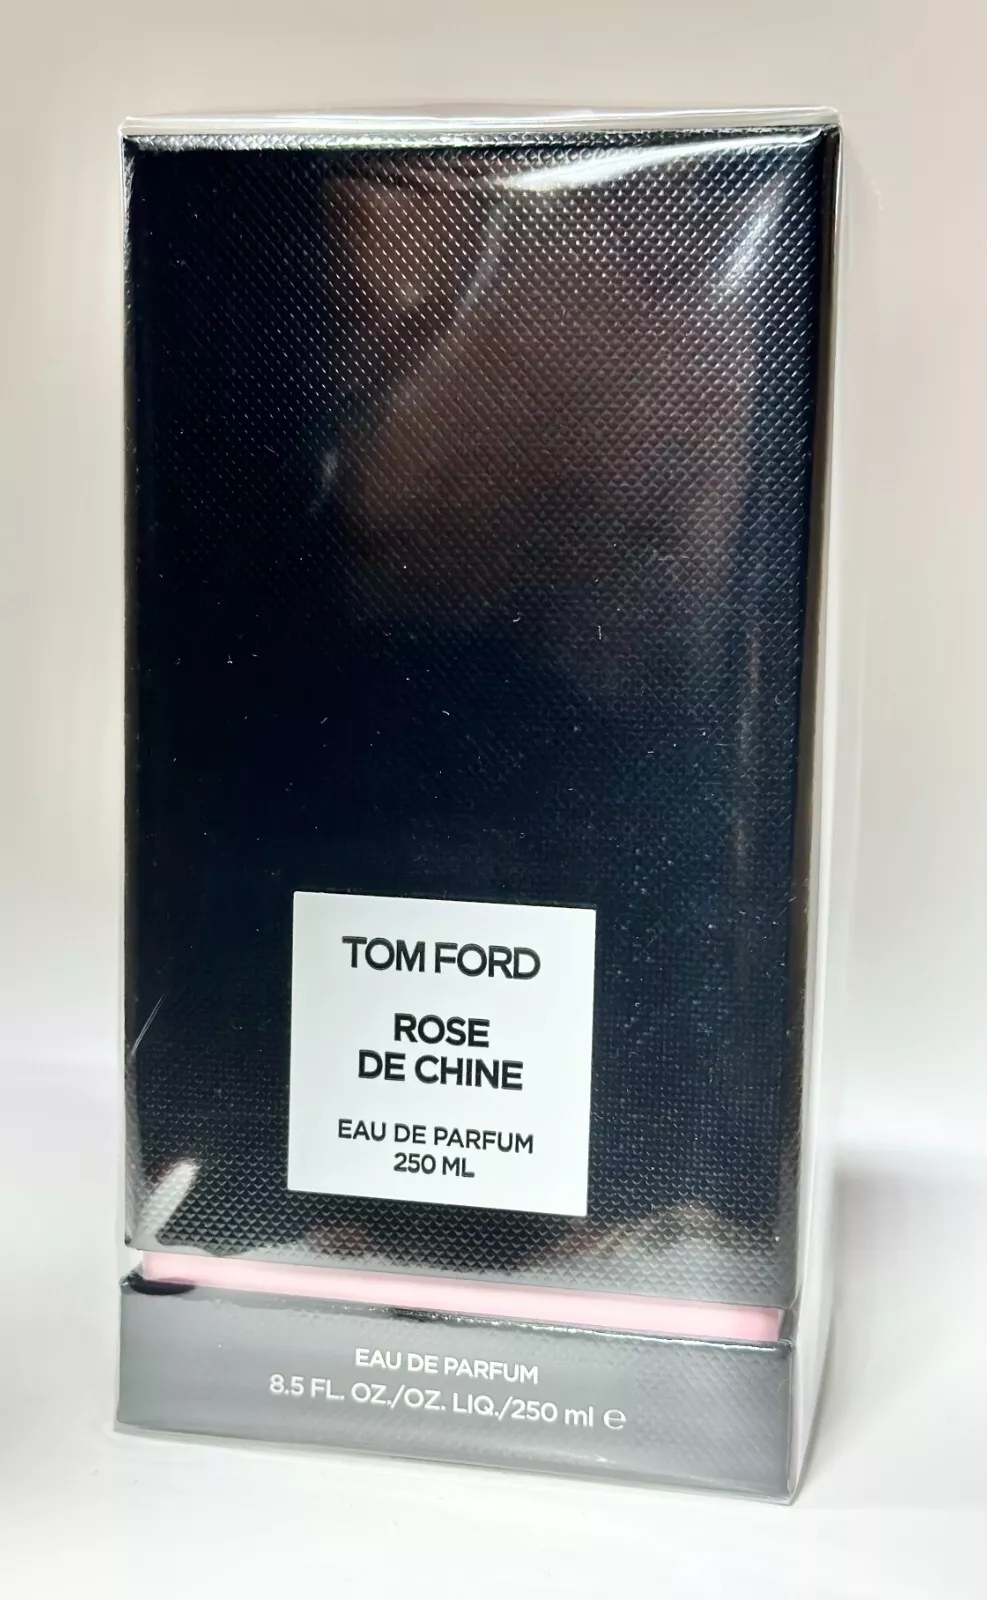 TOM FORD
ROSE
DE CHINE
EAU DE PARFUM
250 ML
EAU DE PARFUM
8.5 FL. OZ./OZ. LIQ./250 ml ℮